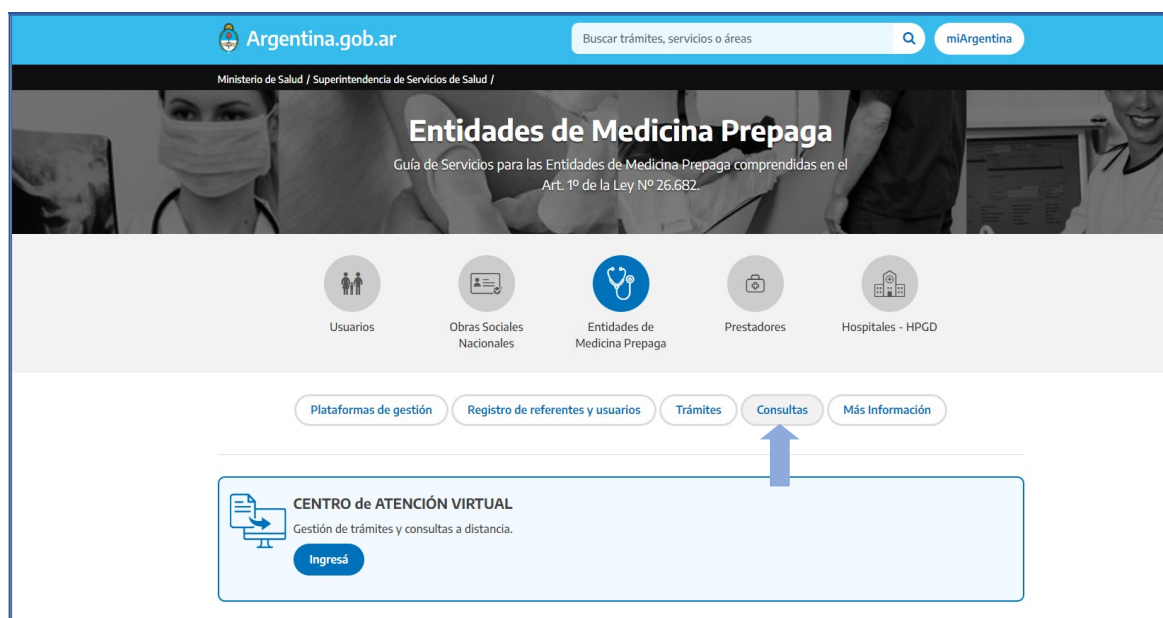 Argentina.gob.ar
Buscar trámites, servicios o áreas
miArgentina
Ministerio de Salud / Superintendencia de Servicios de Salud /
Entidades de Medicina Prepaga
Guía de Servicios para las Entidades de Medicina Prepaga comprendidas en el
Art. 1º de la Ley Nº 26.682.
Usuarios
Obras Sociales
Nacionales
Entidades de
Medicina Prepaga
Prestadores
Hospitales - HPGD
Plataformas de gestión
Registro de referentes y usuarios
Trámites
Consultas
Más Información
CENTRO de ATENCIÓN VIRTUAL
Gestión de trámites y consultas a distancia.
Ingresá